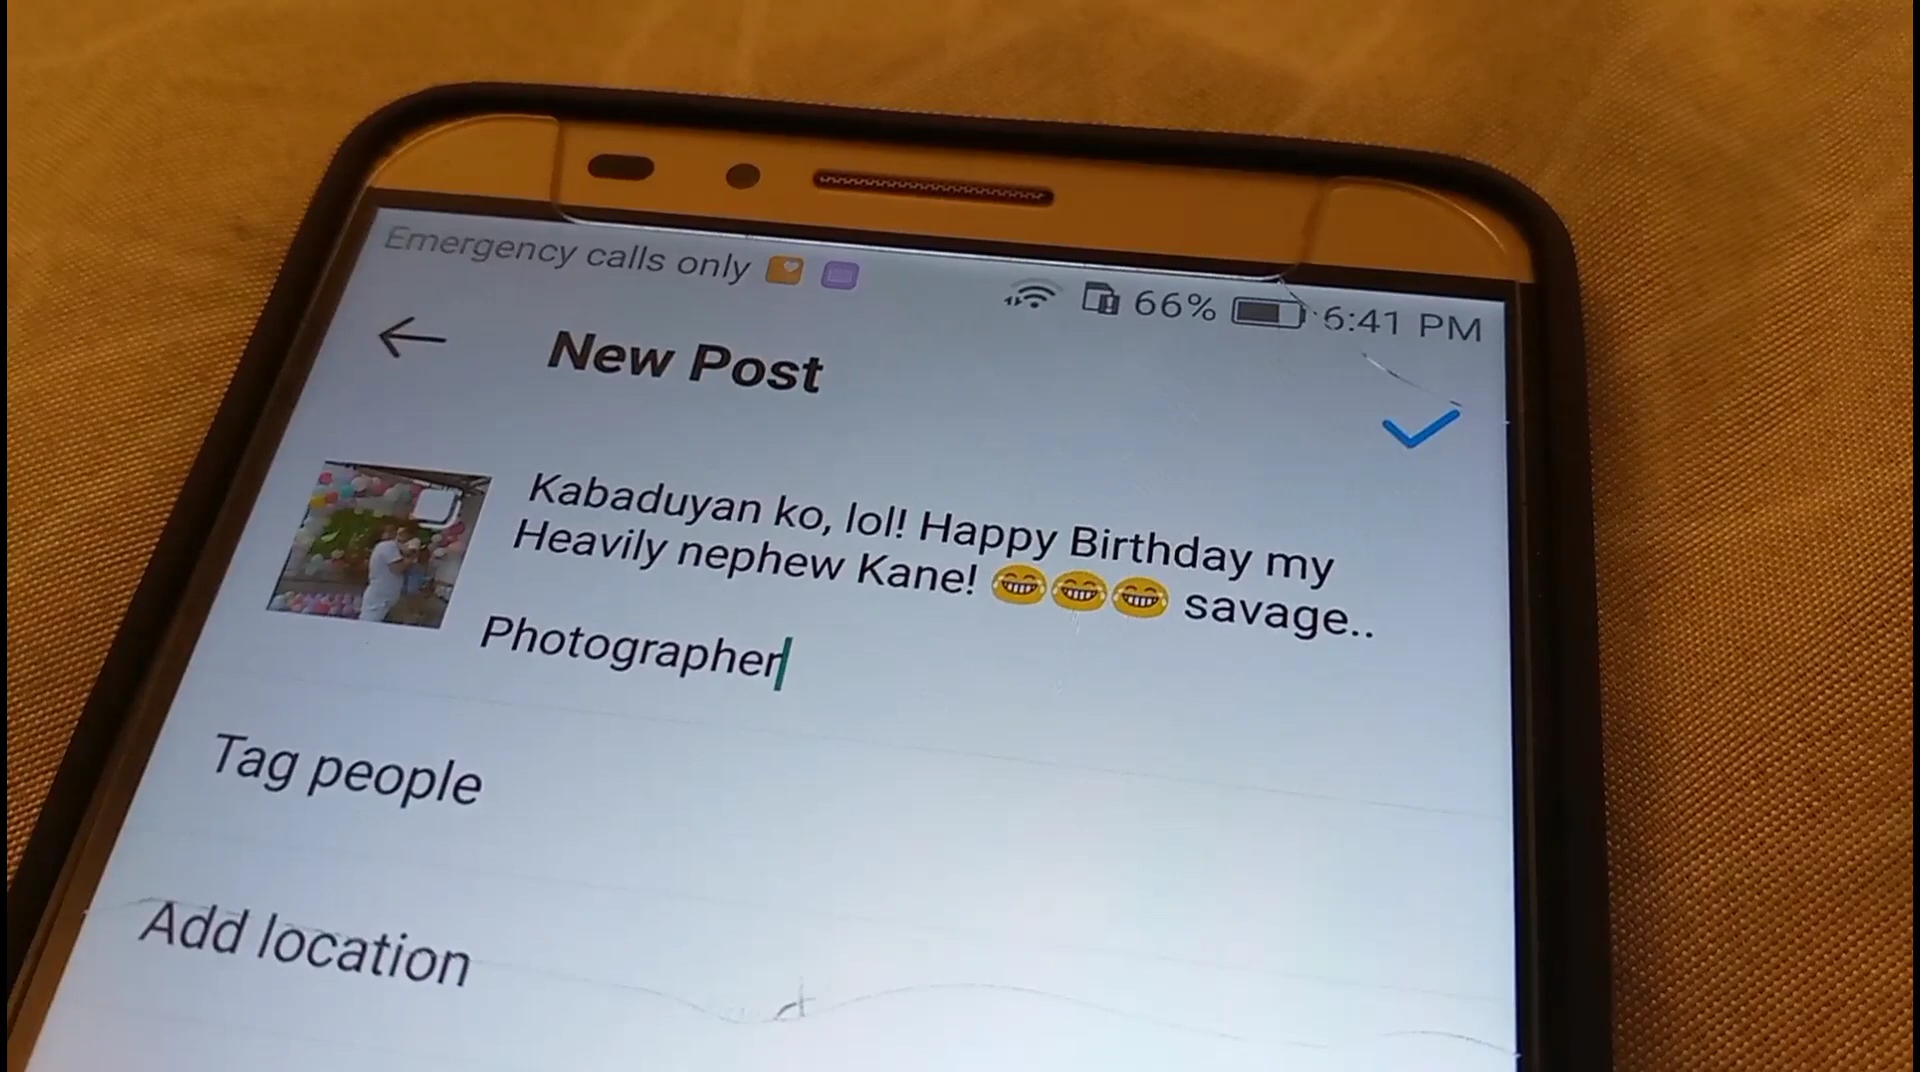 Emergency calls only 66% 6:41 PM
New Post
Kabaduyan ko, lol! Happy Birthday my
Heavily nephew Kane! 😂😂😂 savage..
Photographer
Tag people
Add location